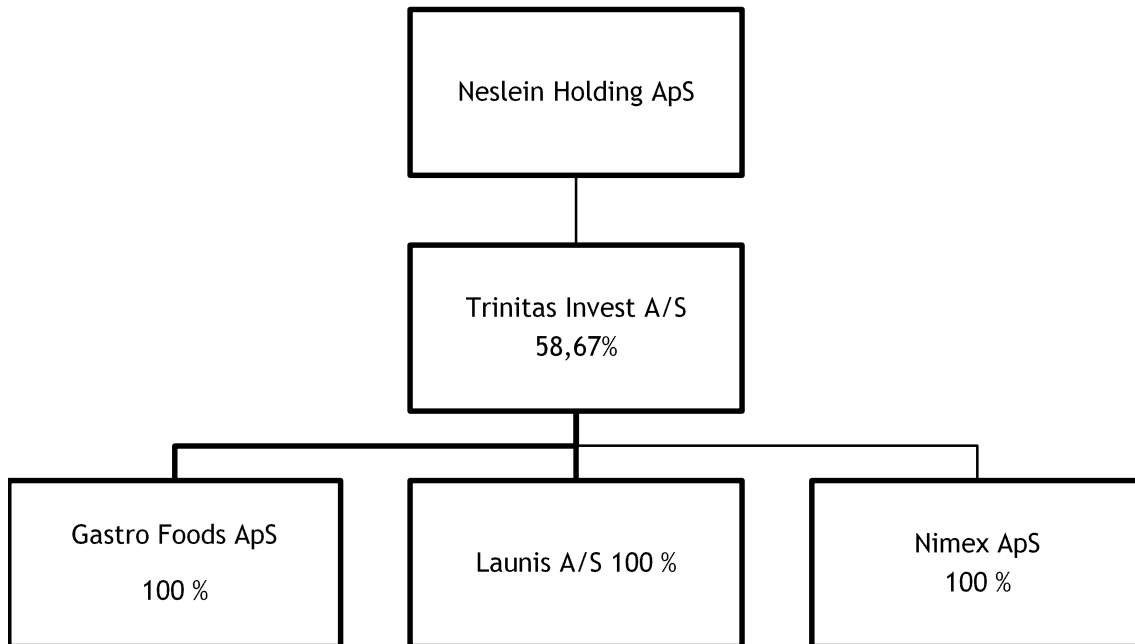 Neslein Holding ApS
Trinitas Invest A/S
58,67%
Gastro Foods ApS
100 %
Launis A/S 100 %
Nimex ApS
100 %